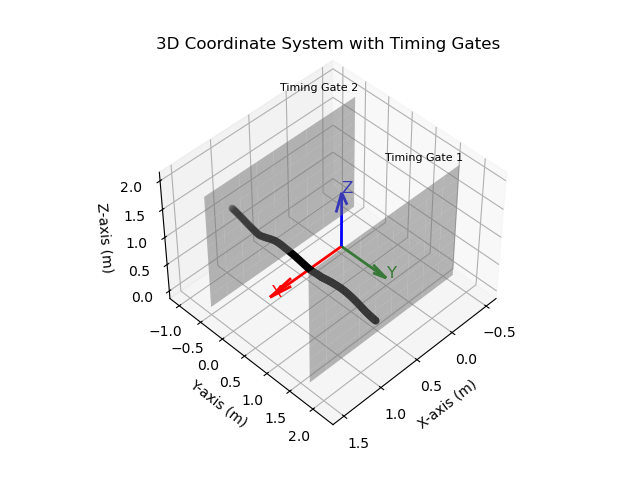 3D Coordinate System with Timing Gates
Timing Gate 2
Timing Gate 1
Z
Y
X
Z-axis (m)
2.0
1.5
1.0
0.5
0.0
Y-axis (m)
−1.0
−0.5
0.0
0.5
1.0
1.5
2.0
X-axis (m)
−0.5
0.0
0.5
1.0
1.5